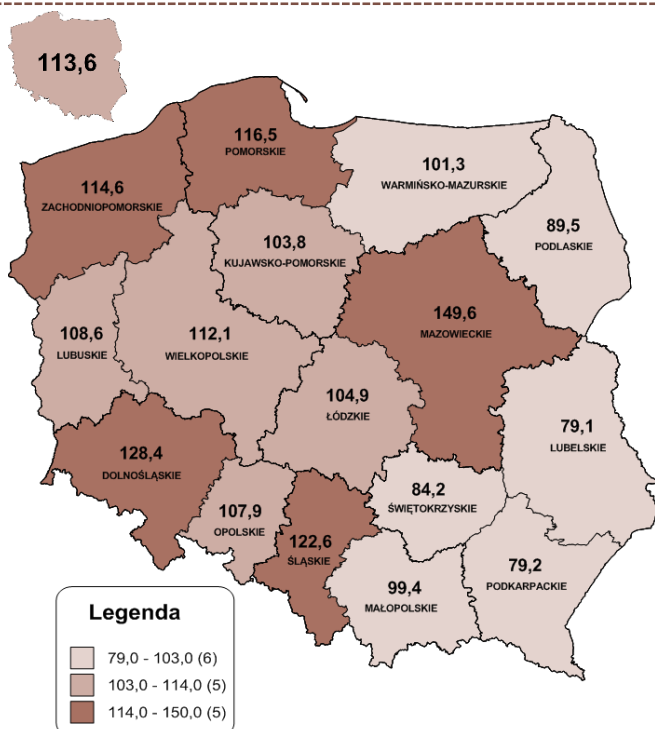 113,6
116,5
POMORSKIE
114,6
ZACHODNIOPOMORSKIE
101,3
WARMIŃSKO-MAZURSKIE
89,5
PODLASKIE
103,8
KUJAWSKO-POMORSKIE
149,6
MAZOWIECKIE
108,6
LUBUSKIE
112,1
WIELKOPOLSKIE
104,9
ŁÓDZKIE
79,1
LUBELSKIE
128,4
DOLNOŚLĄSKIE
107,9
OPOLSKIE
122,6
ŚLĄSKIE
84,2
ŚWIĘTOKRZYSKIE
99,4
MAŁOPOLSKIE
79,2
PODKARPACKIE
Legenda
79,0 - 103,0 (6)
103,0 - 114,0 (5)
114,0 - 150,0 (5)